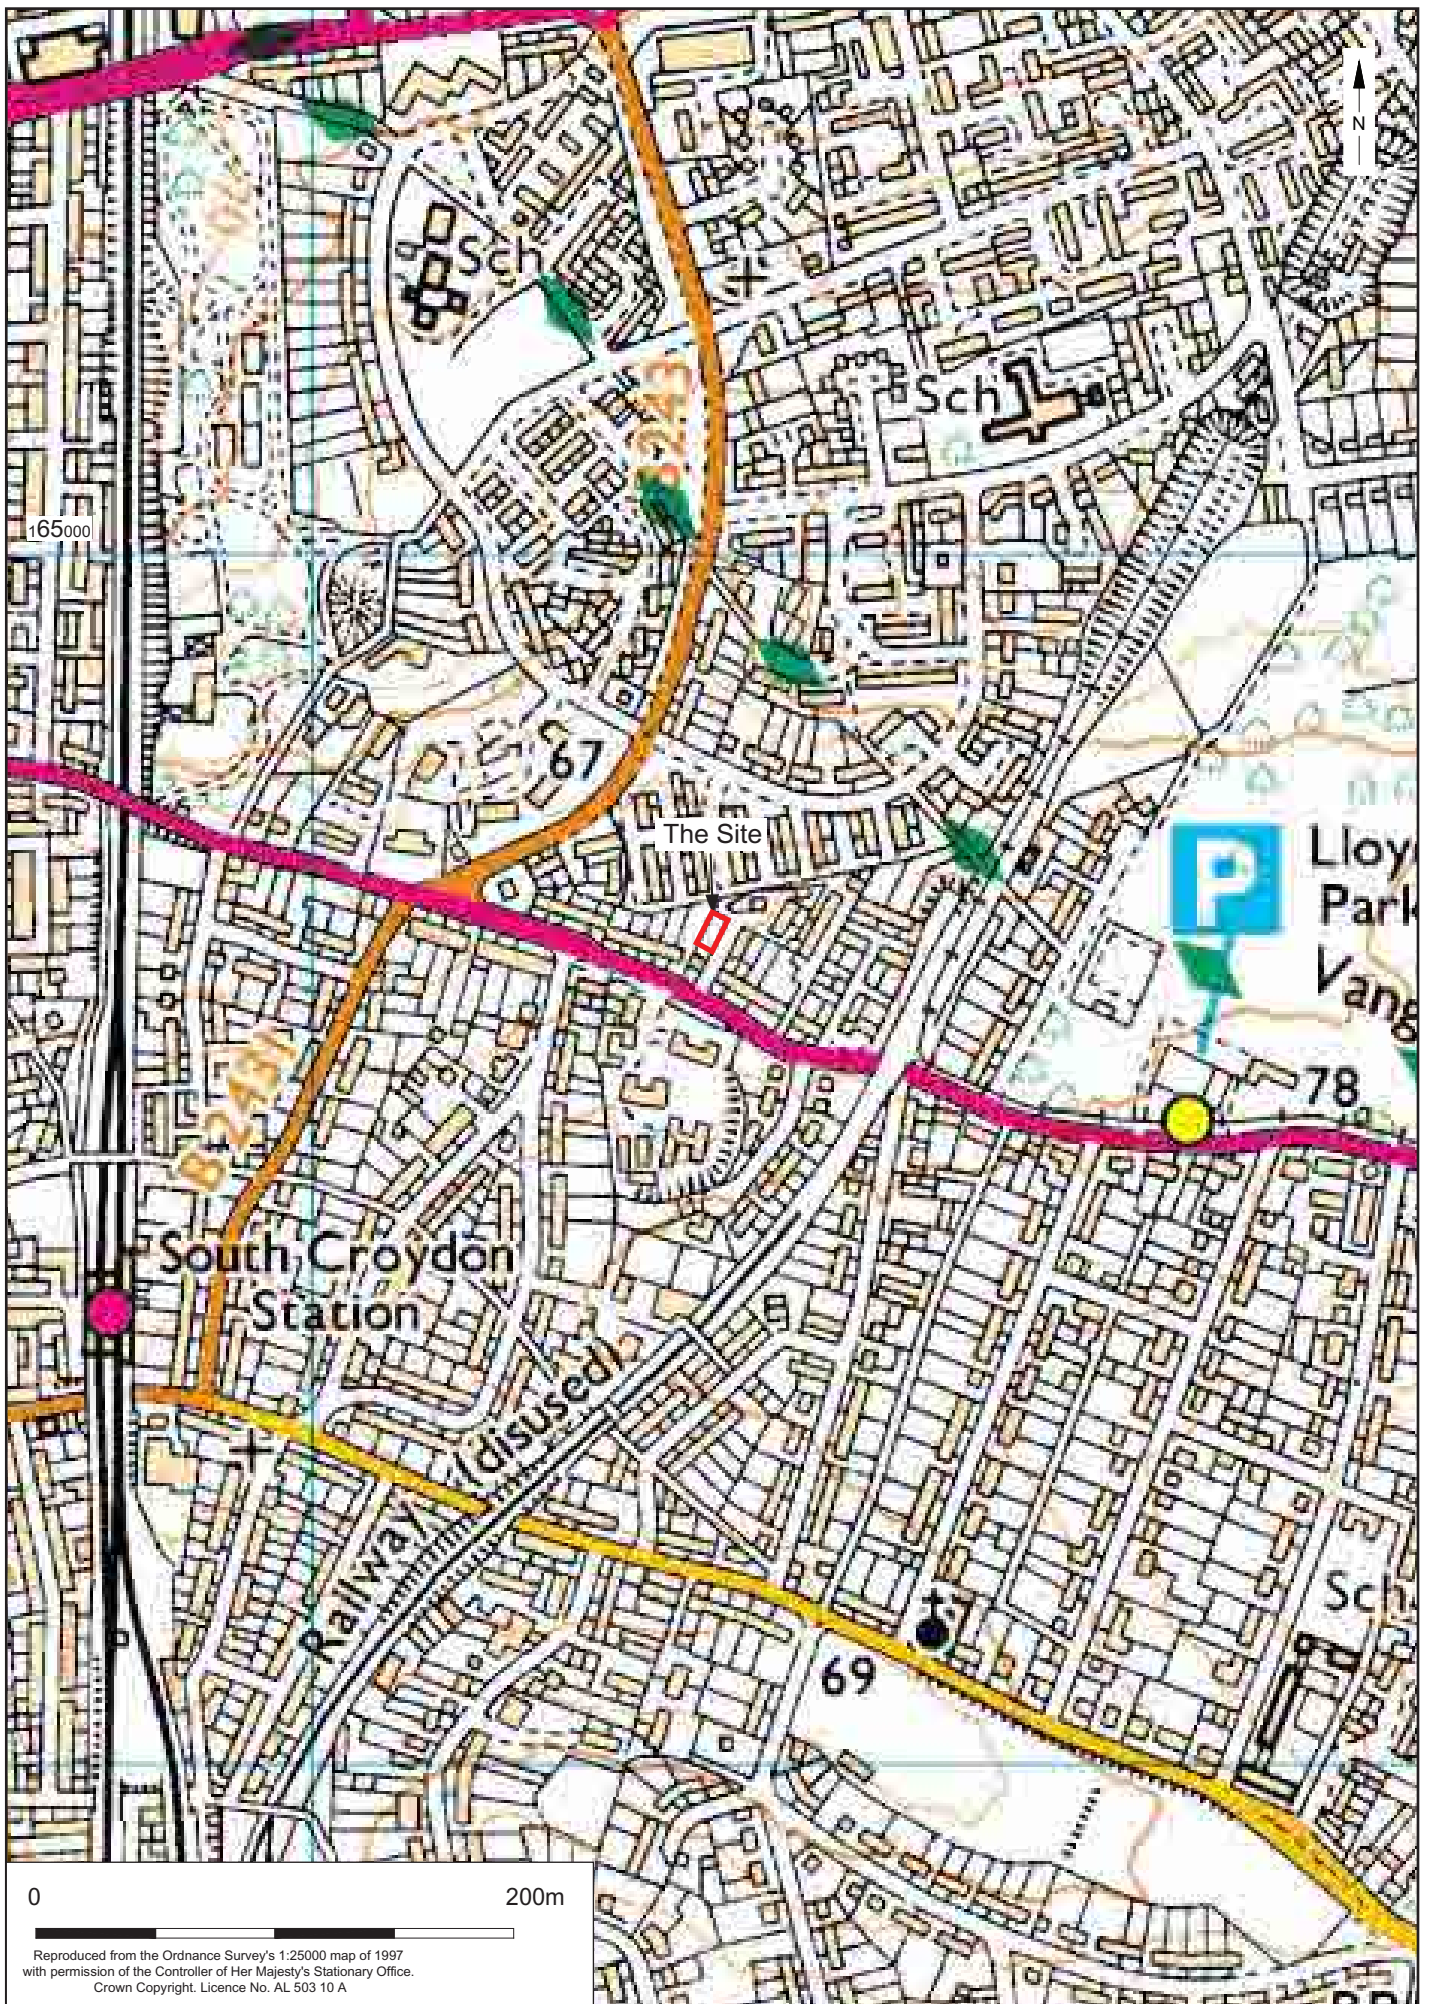 N
Sch
Sch
B243
165000
67
The Site
P
Lloy
Park
Vang
78
South Croydon
Station
Railway (disused)
Sch
69
0 200m
Reproduced from the Ordnance Survey's 1:25000 map of 1997
with permission of the Controller of Her Majesty's Stationary Office.
Crown Copyright. Licence No. AL 503 10 A